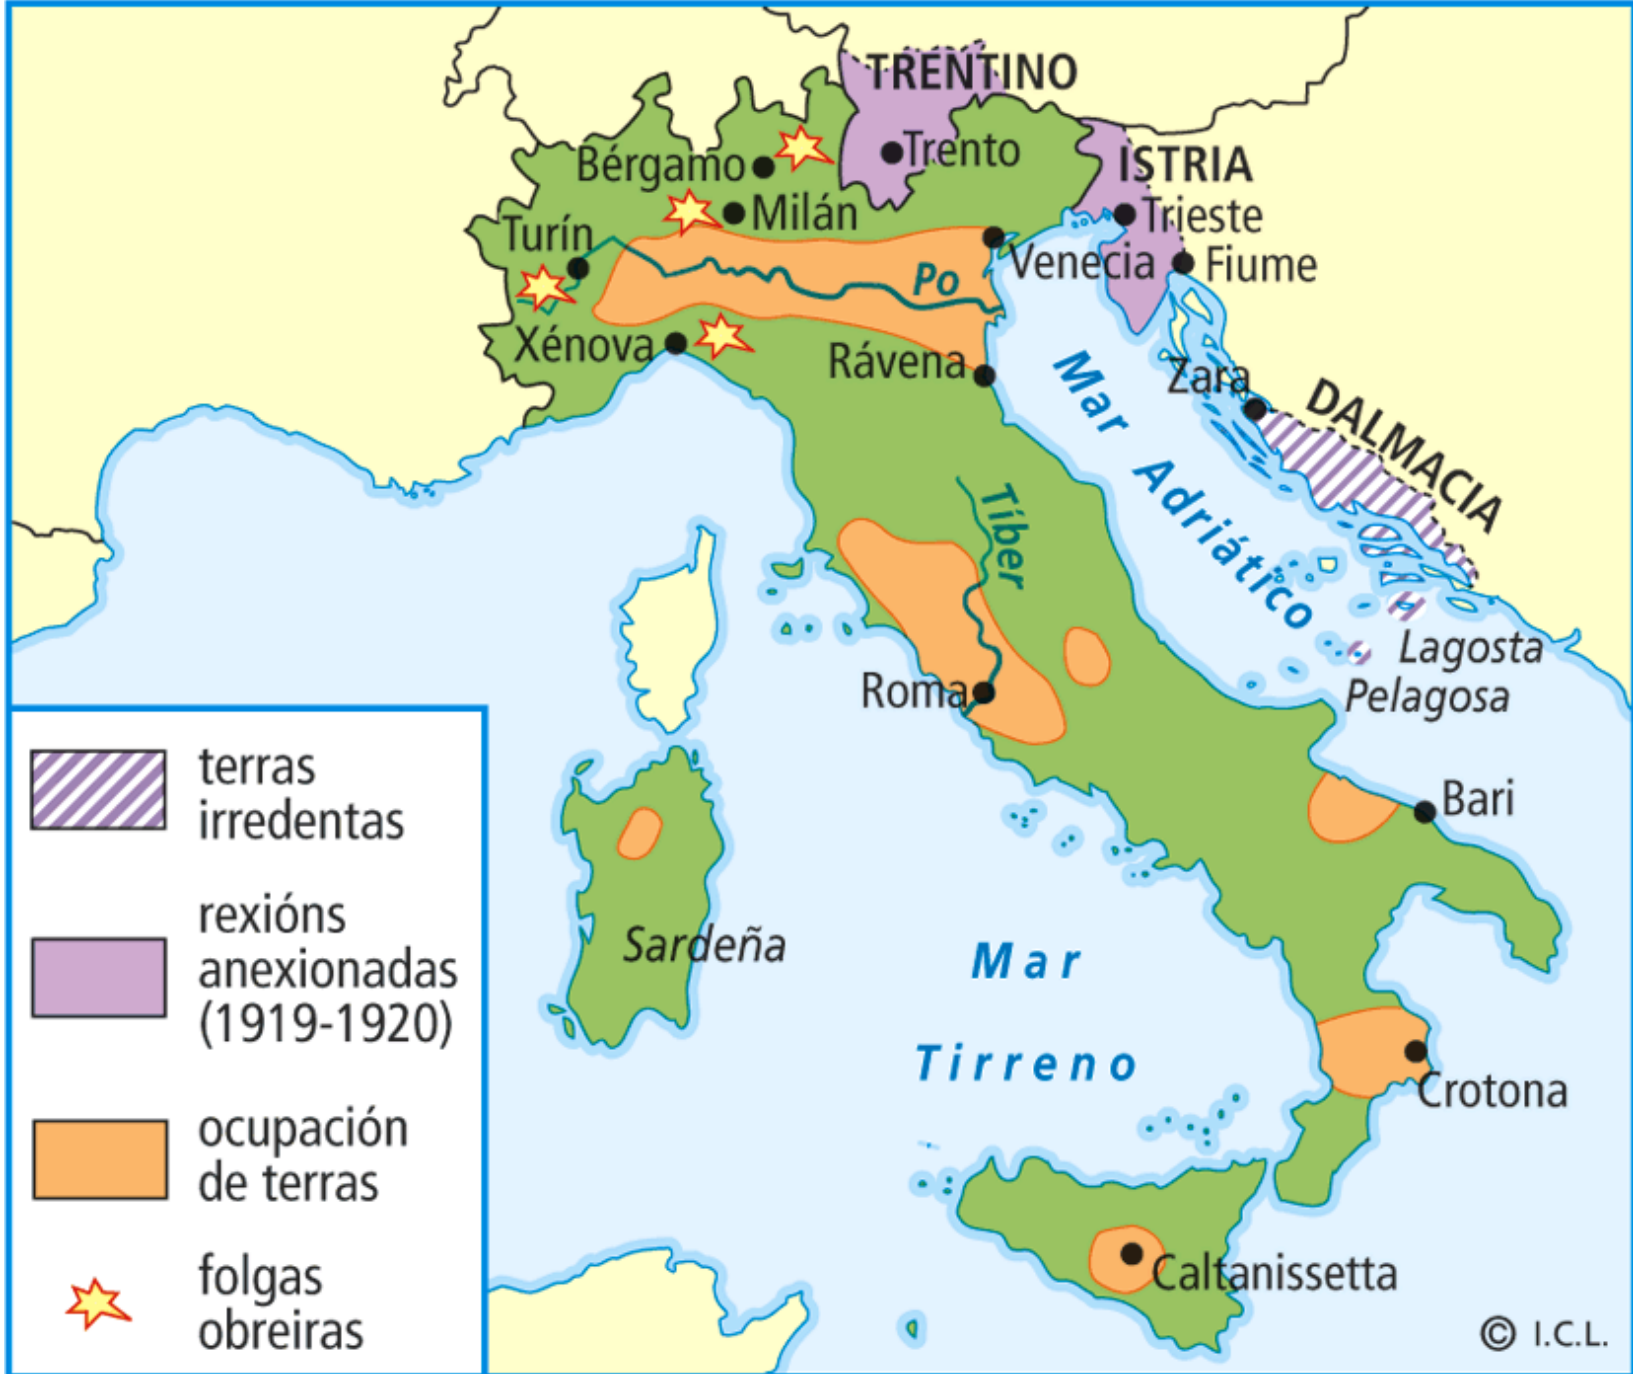 TRENTINO
Trento
Bérgamo
ISTRIA
Milán
Trieste
Turín
Venecia
Fiume
Po
Xénova
Rávena
Zara
Mar Adriático
DALMACIA
Tíber
Lagosta
Pelagosa
Roma
Bari
Sardeña
Mar
Tirreno
Crotona
Caltanissetta
terras
irredentas
rexións
anexionadas
(1919-1920)
ocupación
de terras
folgas
obreiras
© I.C.L.